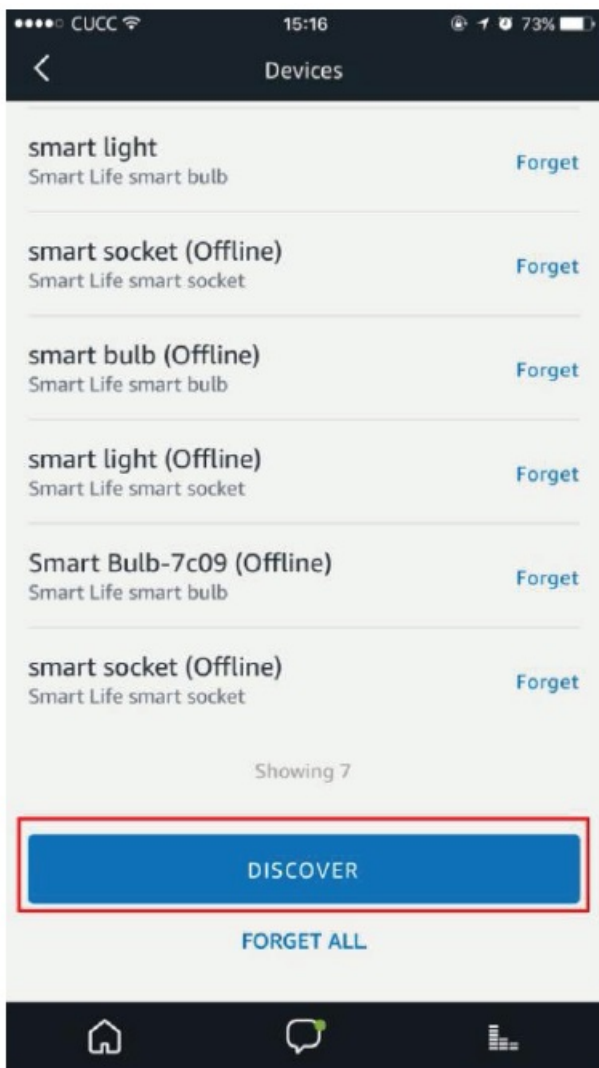 CUCC 15:16 73%
Devices
smart light
Smart Life smart bulb
Forget
smart socket (Offline)
Smart Life smart socket
Forget
smart bulb (Offline)
Smart Life smart bulb
Forget
smart light (Offline)
Smart Life smart socket
Forget
Smart Bulb-7c09 (Offline)
Smart Life smart bulb
Forget
smart socket (Offline)
Smart Life smart socket
Forget
Showing 7
DISCOVER
FORGET ALL